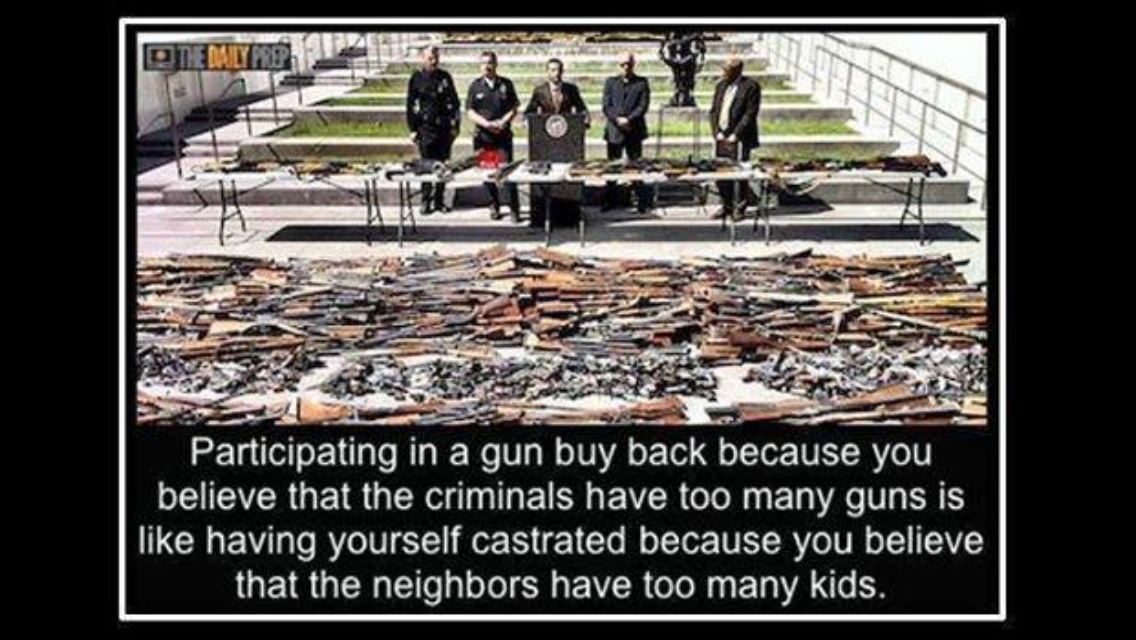 THE DAILY PREP
Participating in a gun buy back because you
believe that the criminals have too many guns is
like having yourself castrated because you believe
that the neighbors have too many kids.